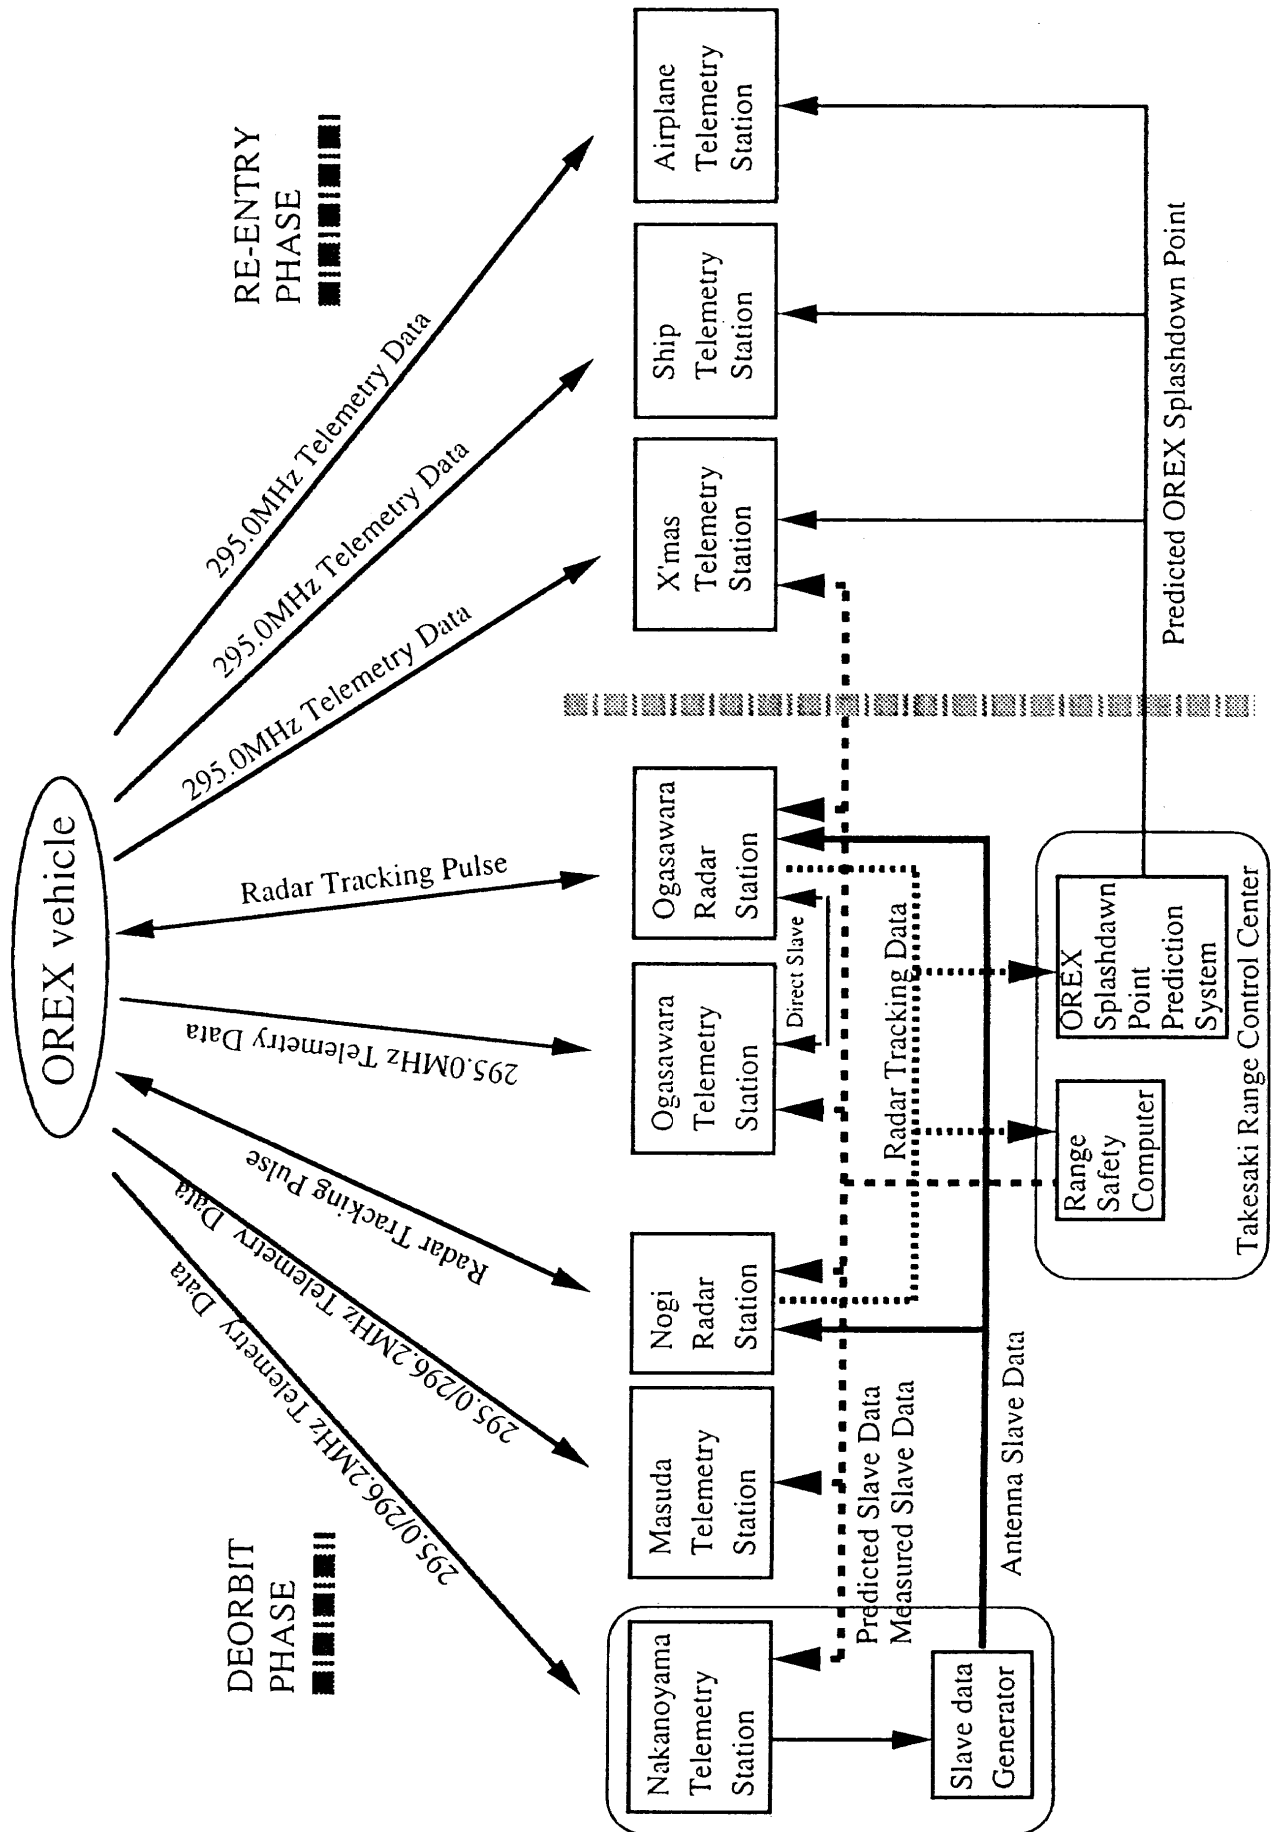 OREX vehicle
DEORBIT
PHASE
RE-ENTRY
PHASE
295.0/296.2MHz Telemetry Data
295.0/296.2MHz Telemetry Data
Radar Tracking Pulse
295.0MHz Telemetry Data
Radar Tracking Pulse
295.0MHz Telemetry Data
295.0MHz Telemetry Data
295.0MHz Telemetry Data
Nakanoyama
Telemetry
Station
Masuda
Telemetry
Station
Nogi
Radar
Station
Ogasawara
Telemetry
Station
Ogasawara
Radar
Station
X'mas
Telemetry
Station
Ship
Telemetry
Station
Airplane
Telemetry
Station
Direct Slave
Predicted Slave Data
Measured Slave Data
Radar Tracking Data
Slave data
Generator
Antenna Slave Data
Range
Safety
Computer
OREX
Splashdawn
Point
Prediction
System
Predicted OREX Splashdown Point
Takesaki Range Control Center